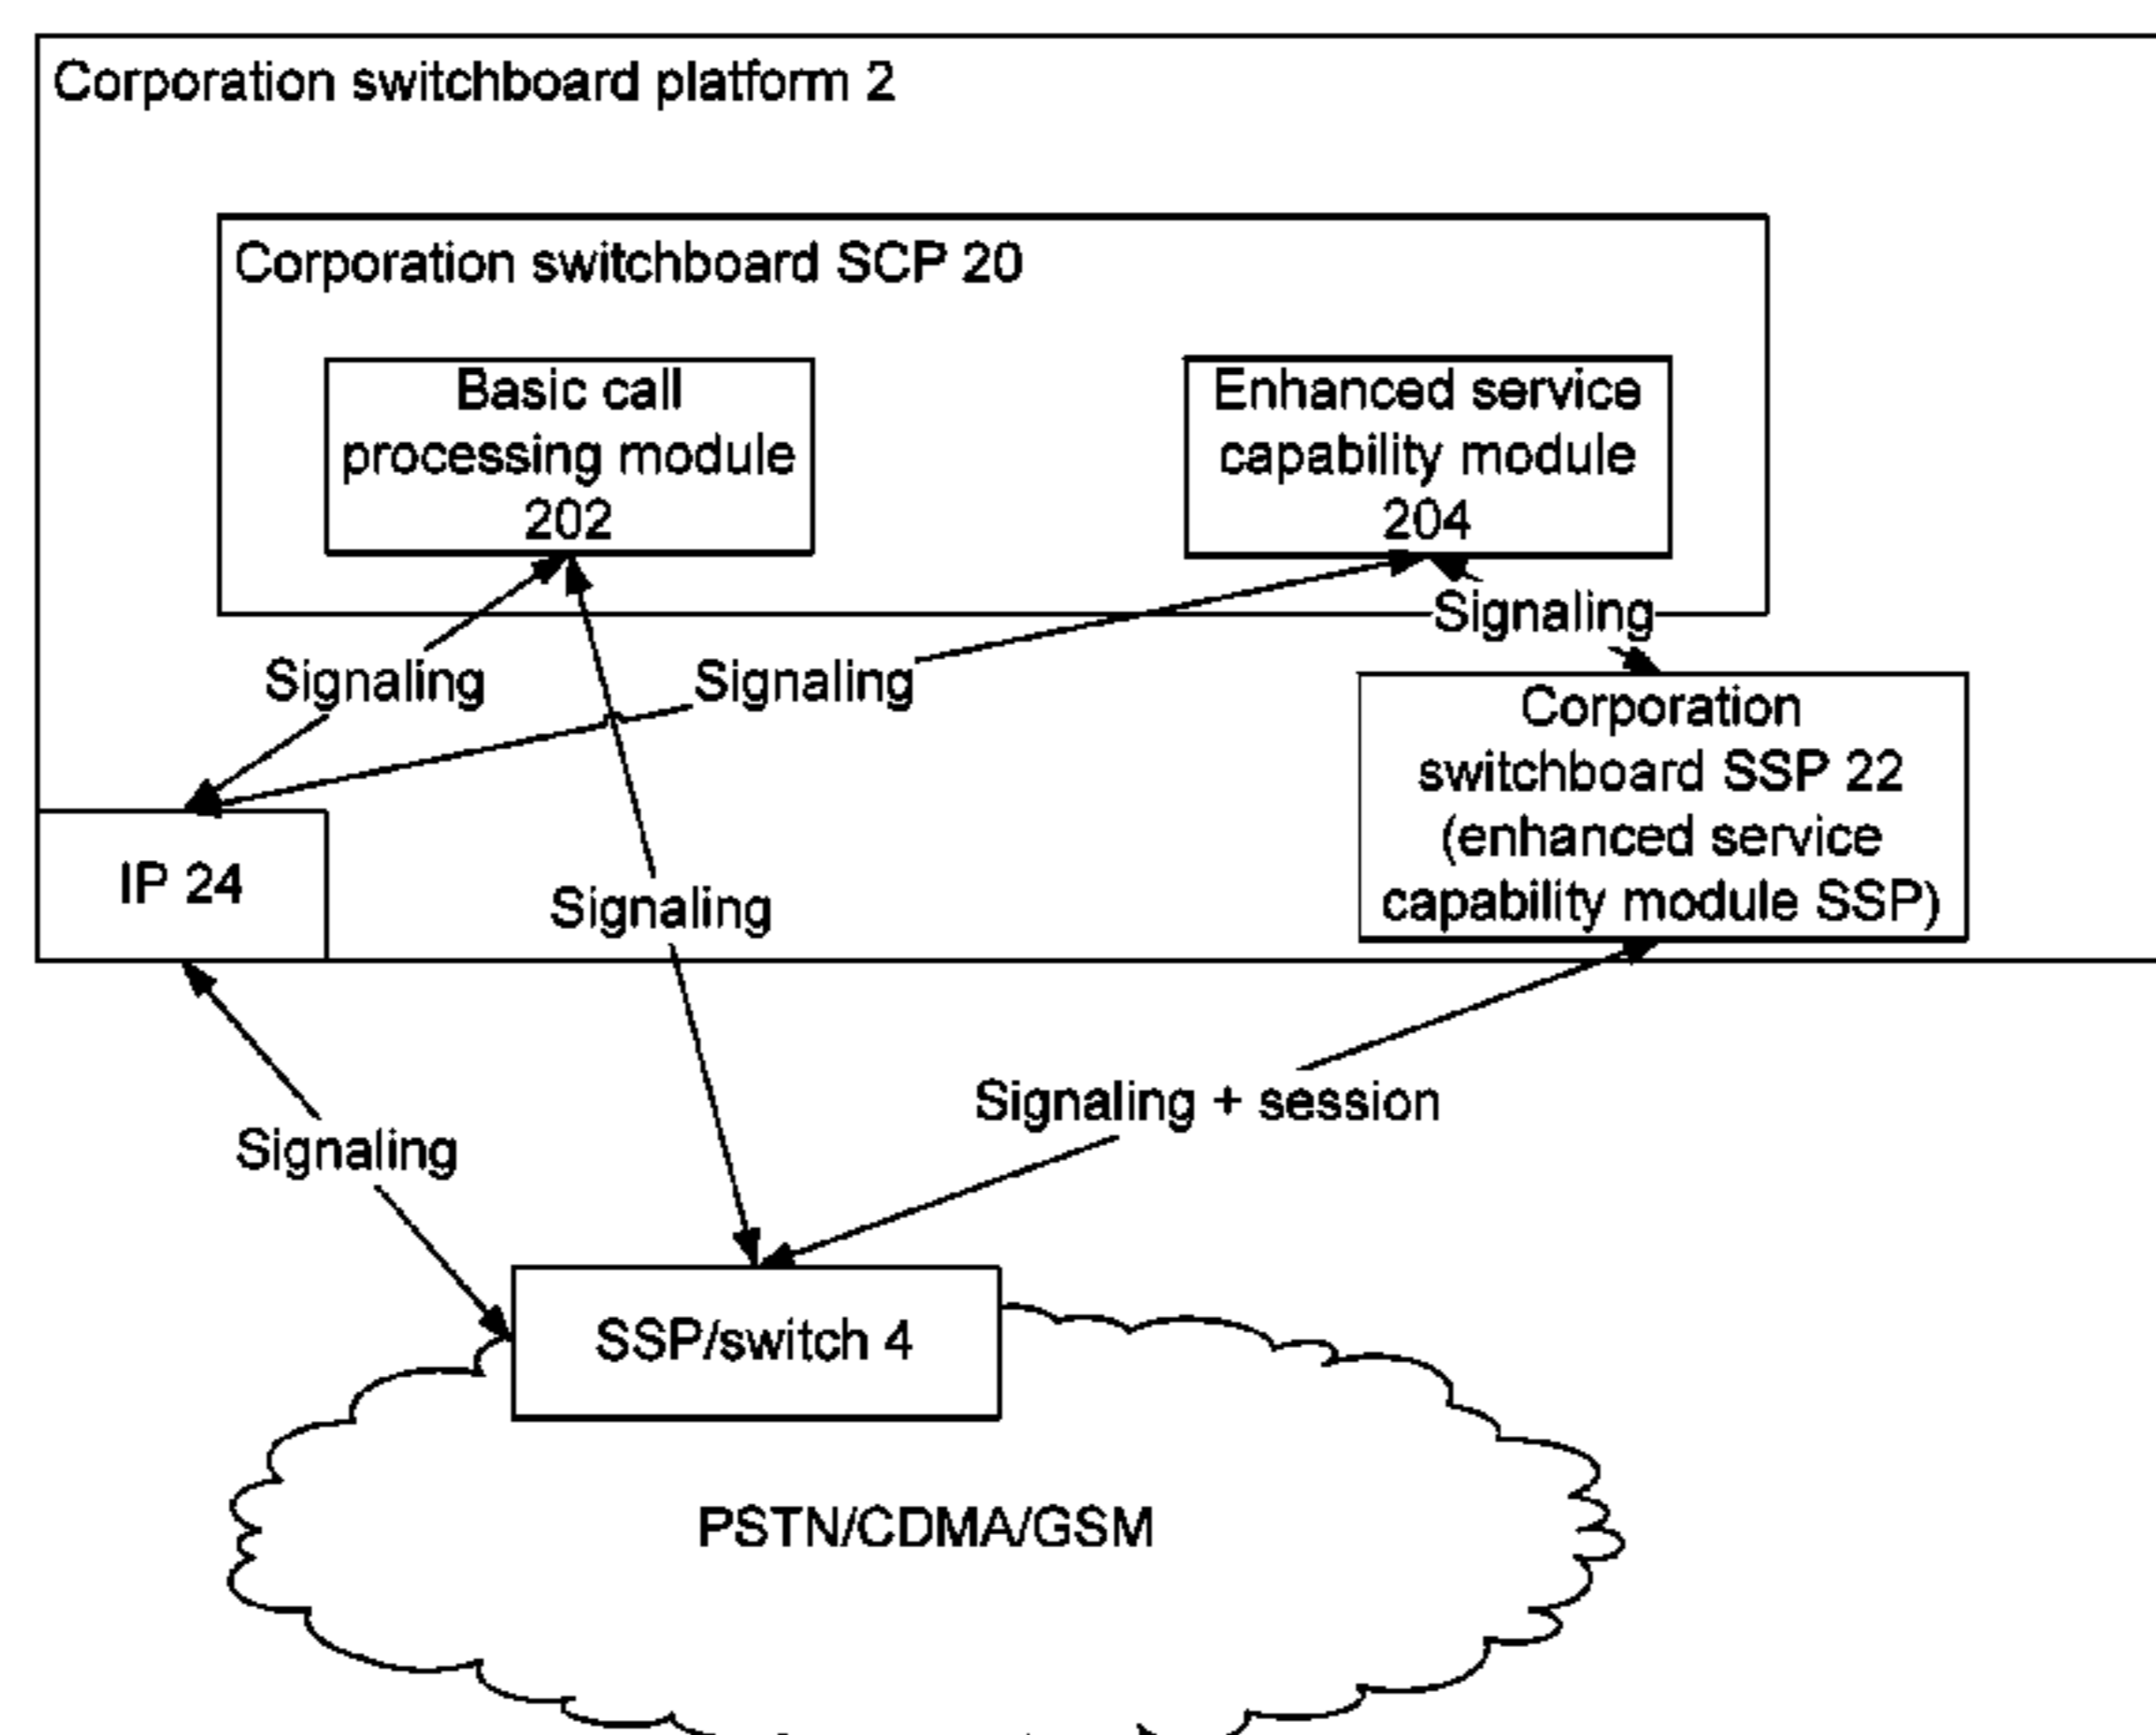 Corporation switchboard platform 2
Corporation switchboard SCP 20
Basic call
processing module
202
Enhanced service
capability module
204
Signaling
Signaling
Signaling
Corporation
switchboard SSP 22
(enhanced service
capability module SSP)
IP 24
Signaling
Signaling + session
Signaling
SSP/switch 4
PSTN/CDMA/GSM